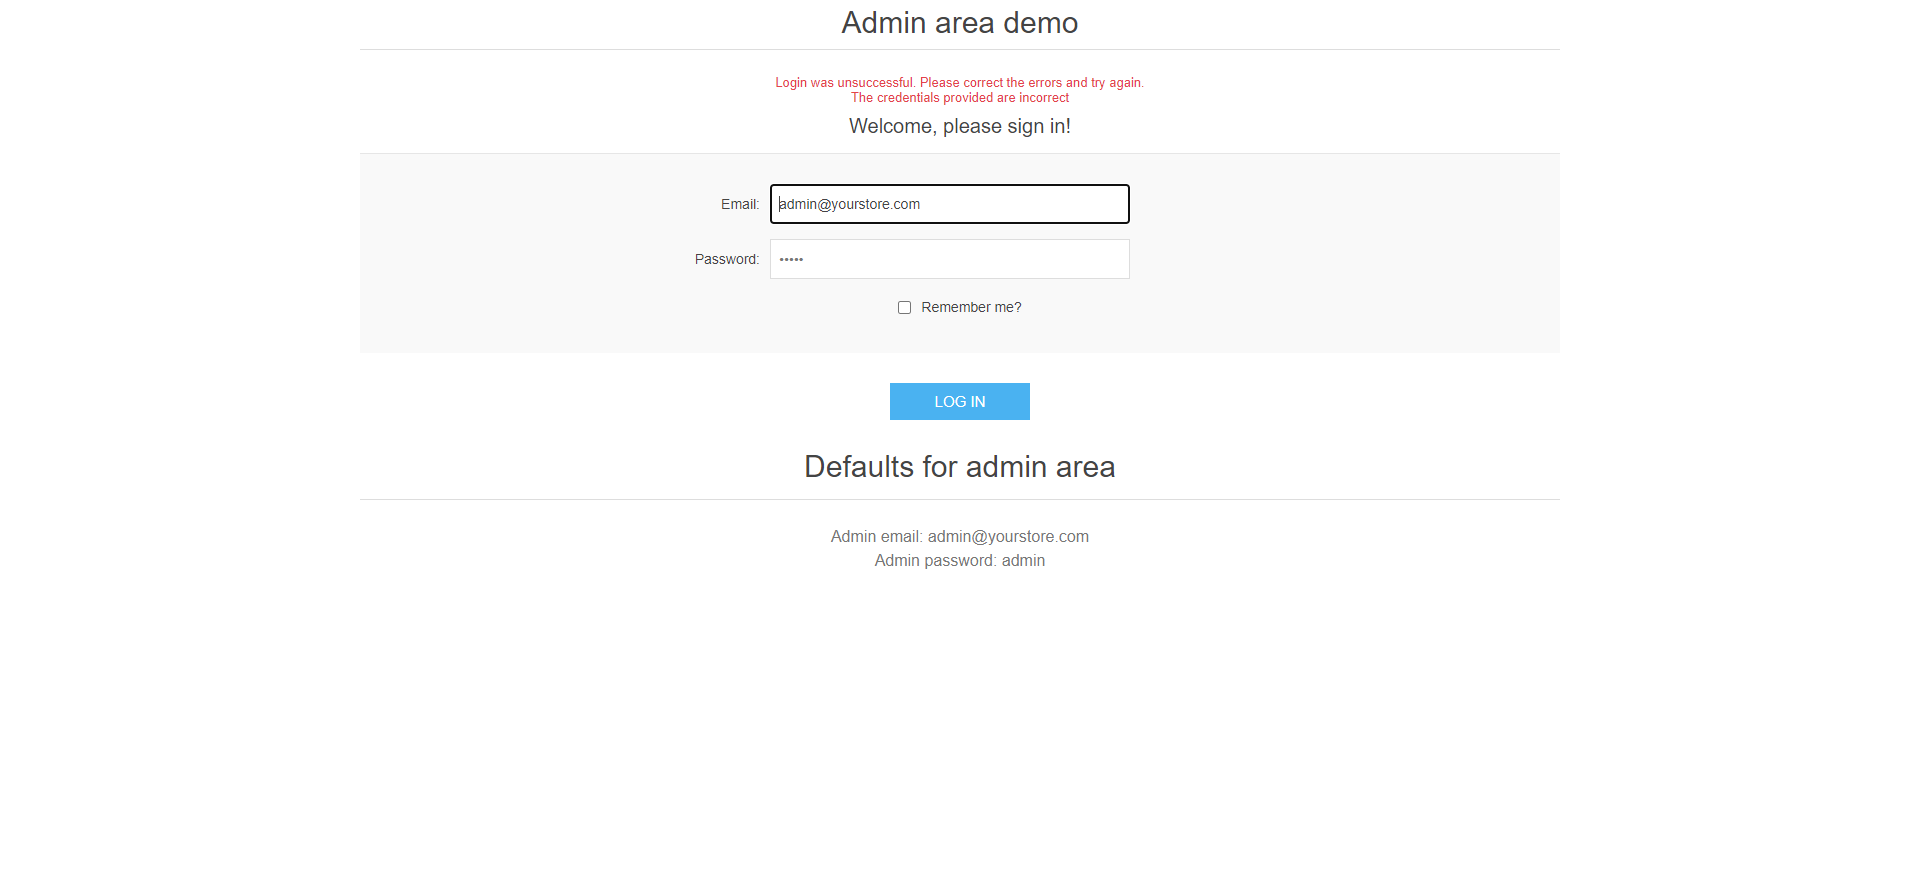 Admin area demo
Login was unsuccessful. Please correct the errors and try again.
The credentials provided are incorrect
Welcome, please sign in!
Email: admin@yourstore.com
Password: •••••
Remember me?
LOG IN
Defaults for admin area
Admin email: admin@yourstore.com
Admin password: admin